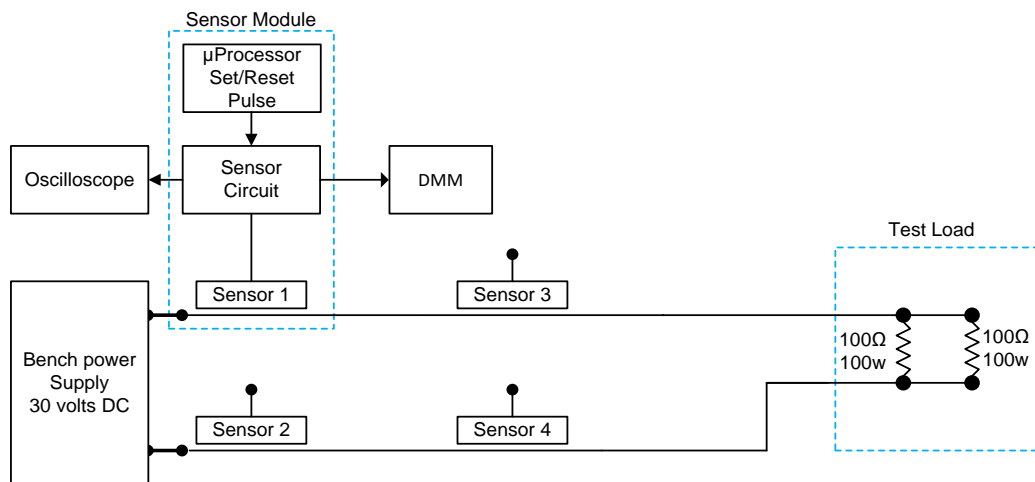 Sensor Module
µProcessor
Set/Reset
Pulse
Oscilloscope
Sensor
Circuit
DMM
Test Load
Sensor 1
Sensor 3
100Ω
100w
100Ω
100w
Bench power
Supply
30 volts DC
Sensor 2
Sensor 4